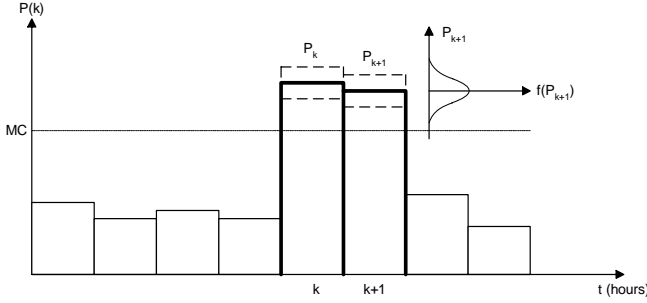 P(k)
P_{k+1}
P_k
P_{k+1}
f(P_{k+1})
MC
k
k+1
t (hours)